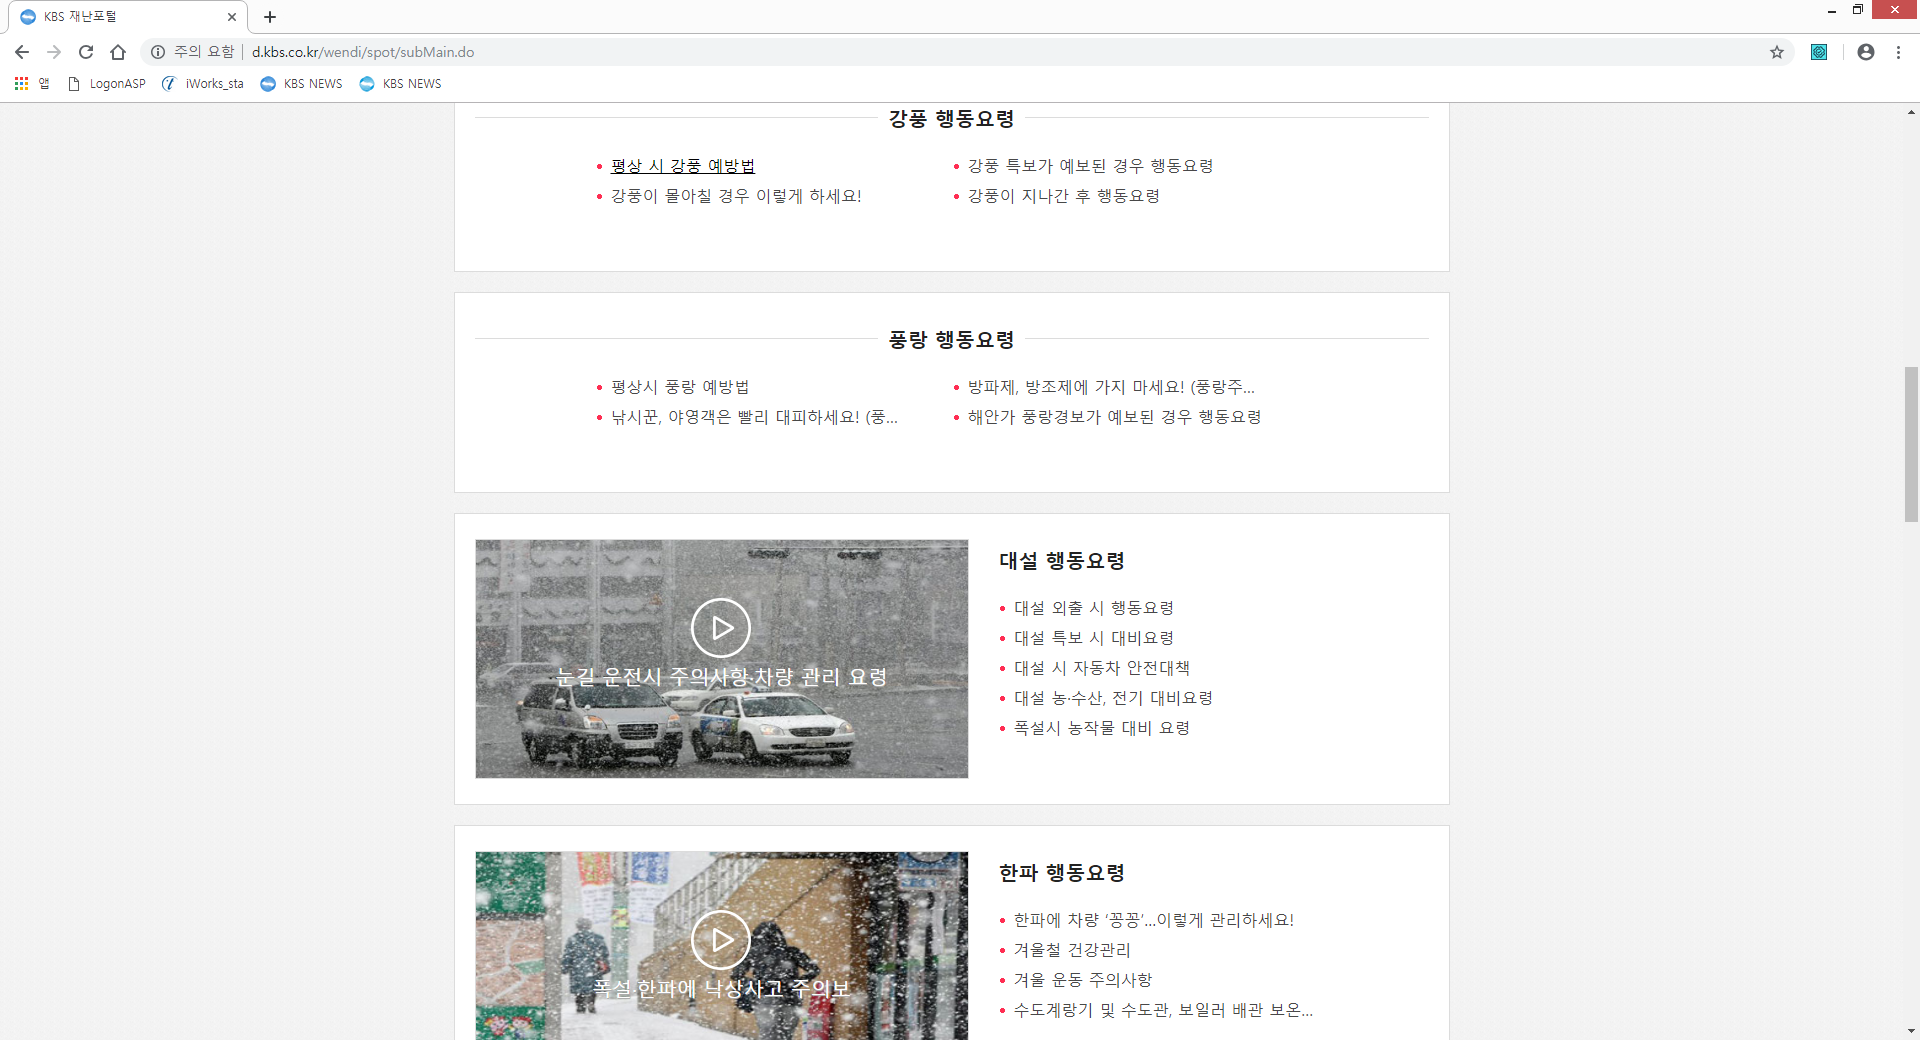 KBS 재난포털
주의 요함 d.kbs.co.kr/wendi/spot/subMain.do
앱 LogonASP iWorks_sta KBS NEWS KBS NEWS
강풍 행동요령
평상 시 강풍 예방법
강풍 특보가 예보된 경우 행동요령
강풍이 몰아칠 경우 이렇게 하세요!
강풍이 지나간 후 행동요령
풍랑 행동요령
평상시 풍랑 예방법
방파제, 방조제에 가지 마세요! (풍랑주...
낚시꾼, 야영객은 빨리 대피하세요! (풍...
해안가 풍랑경보가 예보된 경우 행동요령
눈길 운전시 주의사항·차량 관리 요령
대설 행동요령
대설 외출 시 행동요령
대설 특보 시 대비요령
대설 시 자동차 안전대책
대설 농·수산, 전기 대비요령
폭설시 농작물 대비 요령
폭설·한파에 낙상사고 주의보
한파 행동요령
한파에 차량 ‘꽁꽁’...이렇게 관리하세요!
겨울철 건강관리
겨울 운동 주의사항
수도계랑기 및 수도관, 보일러 배관 보온...